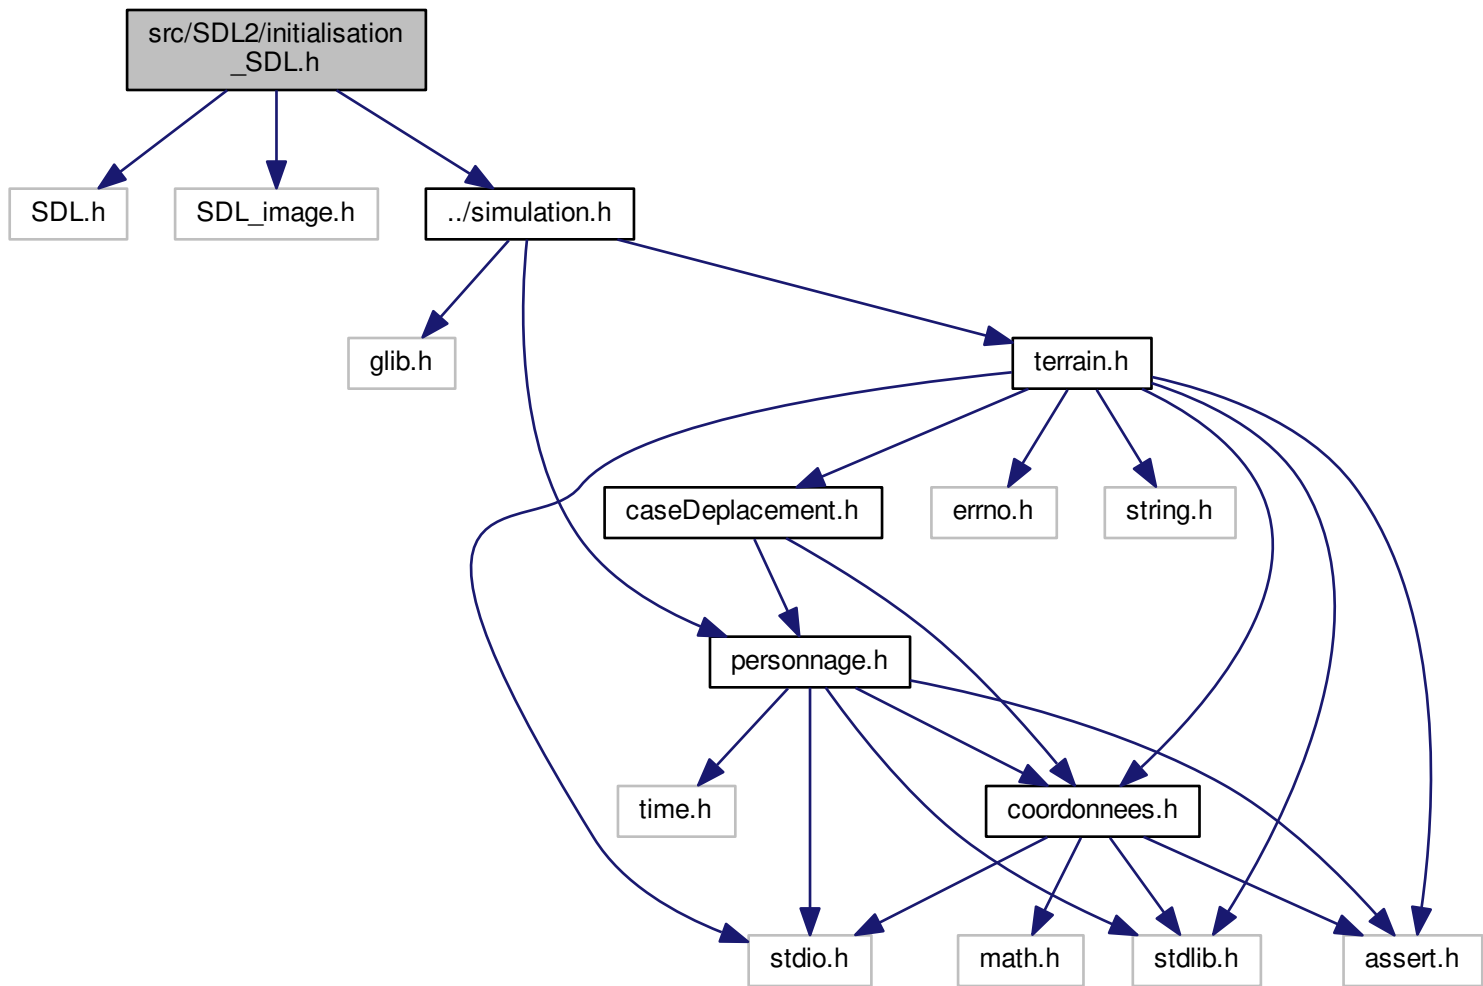 src/SDL2/initialisation
_SDL.h
SDL.h
SDL_image.h
../simulation.h
glib.h
terrain.h
caseDeplacement.h
errno.h
string.h
personnage.h
time.h
coordonnees.h
stdio.h
math.h
stdlib.h
assert.h